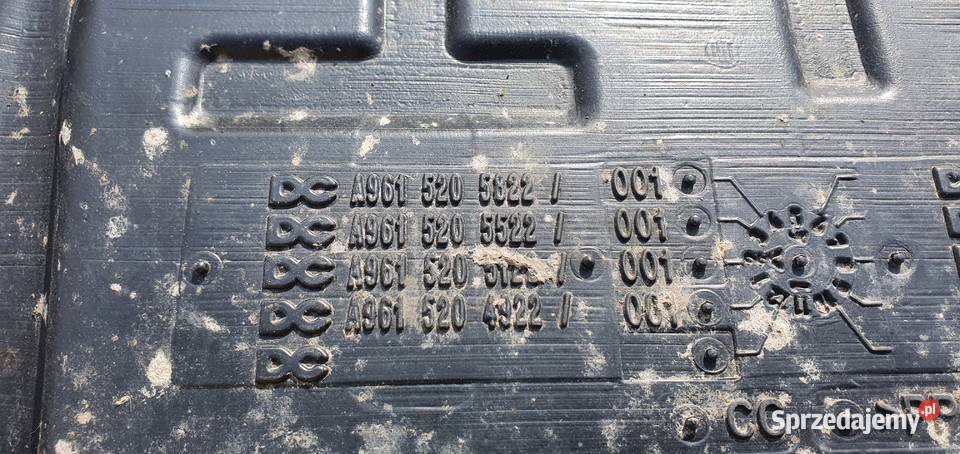 DC A961 520 5822 / 001
DC A961 520 5522 / 001
DC A961 520 / 001
DC A961 520 4922 / 001
DC
Sprzedajemy.pl